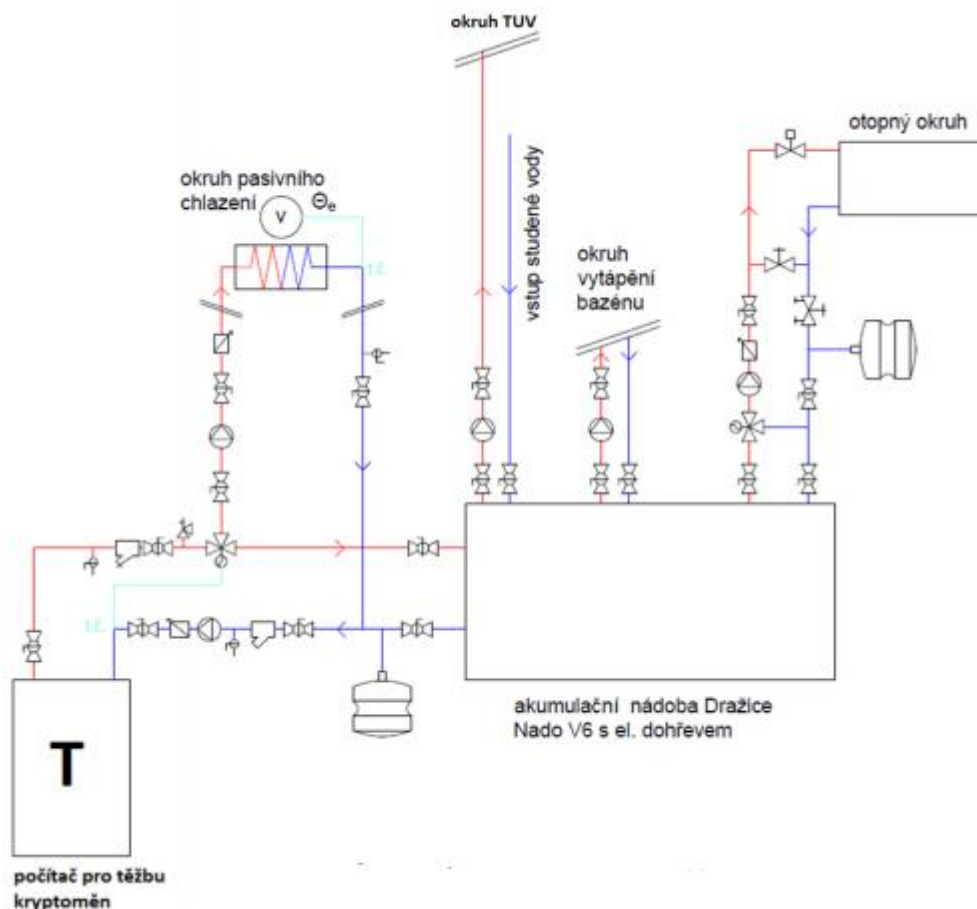 okruh TUV
otopný okruh
okruh pasivního
chlazení
V
Θe
t.č.
vstup studené vody
okruh
vytápění
bazénu
t.č.
akumulační nádoba Dražice
Nado V6 s el. dohřevem
T
počítač pro těžbu
kryptoměn